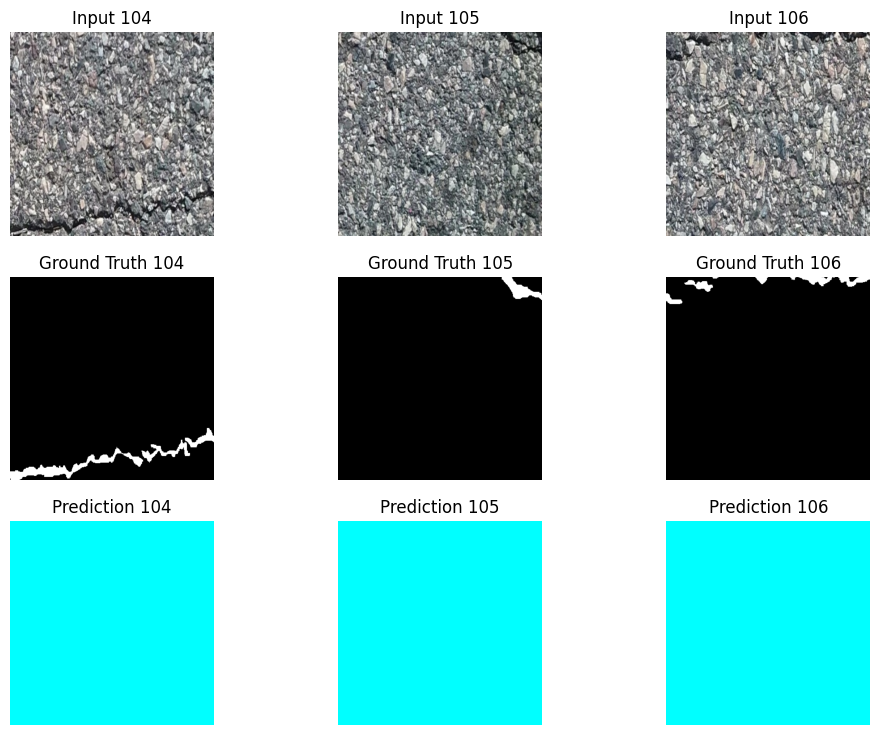 Input 104
Input 105
Input 106
Ground Truth 104
Ground Truth 105
Ground Truth 106
Prediction 104
Prediction 105
Prediction 106